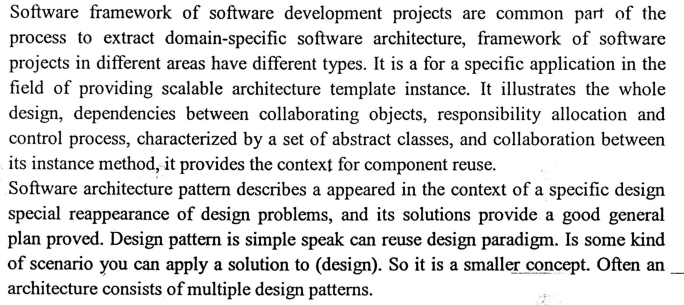 Software framework of software development projects are common part of the
process to extract domain-specific software architecture, framework of software
projects in different areas have different types. It is a for a specific application in the
field of providing scalable architecture template instance. It illustrates the whole
design, dependencies between collaborating objects, responsibility allocation and
control process, characterized by a set of abstract classes, and collaboration between
its instance method, it provides the context for component reuse.
Software architecture pattern describes a appeared in the context of a specific design
special reappearance of design problems, and its solutions provide a good general
plan proved. Design pattern is simple speak can reuse design paradigm. Is some kind
of scenario you can apply a solution to (design). So it is a smaller concept. Often an
architecture consists of multiple design patterns.